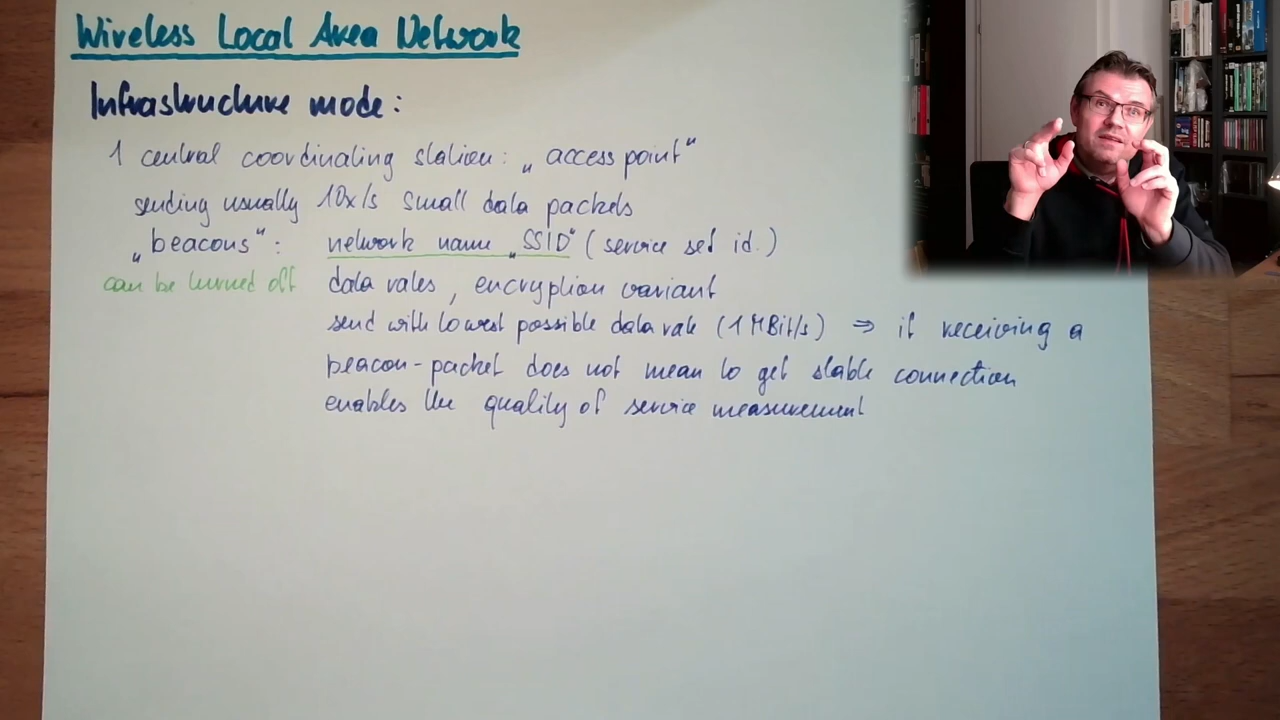 Wireless Local Area Network
Infrastructure mode:
1 central coordinating station: „access point"
sending usually 10x/s small data packets
„beacons": network name „SSID" (service set id.)
can be turned off data rates, encryption variant
send with lowest possible data rate (1 MBit/s) ⇒ if receiving a
beacon-packet does not mean to get stable connection
enables the quality of service measurement